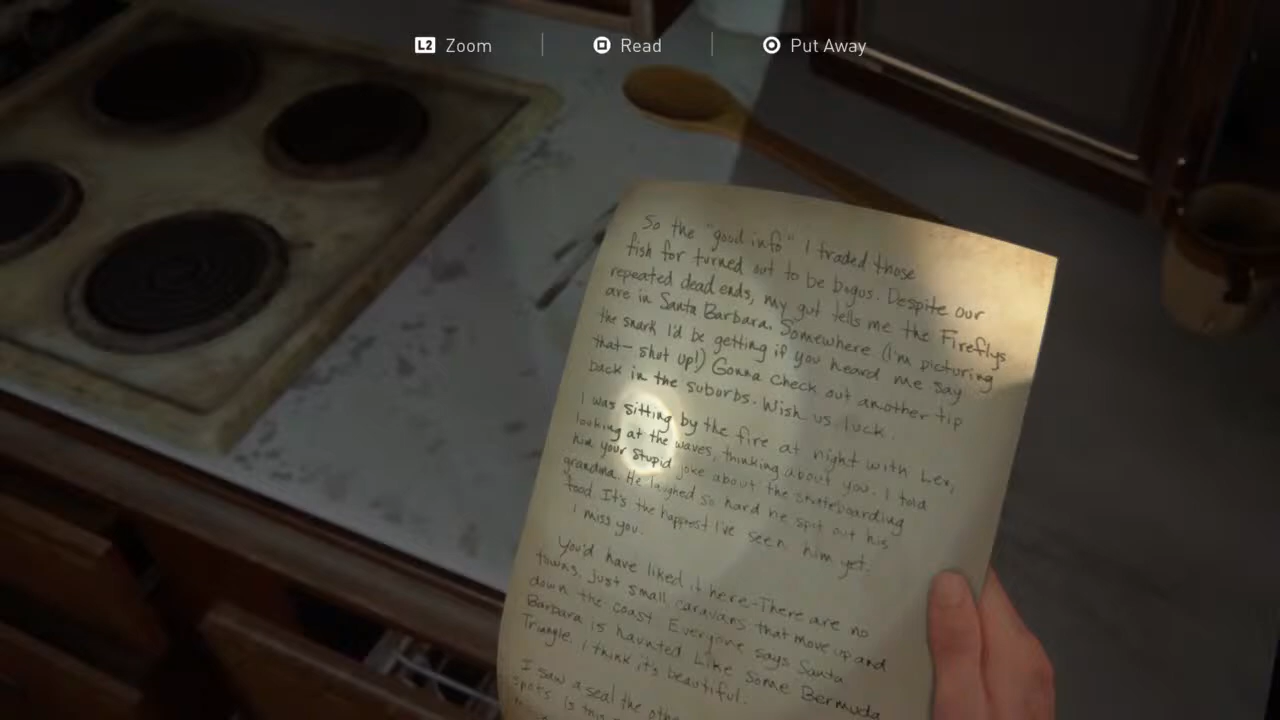 L2 Zoom Read Put Away
So the "good info" I traded those
fish for turned out to be bogus. Despite our
repeated dead ends, my gut tells me the Fireflys
are in Santa Barbara. Somewhere (I'm picturing
the snark I'd be getting if you heard me say
that- shut up!) Gonna check out another tip
back in the suburbs. Wish us luck.
I was sitting by the fire at night with Lev,
looking at the waves, thinking about you. I told
him your stupid joke about the skateboarding
grandma. He laughed so hard he spit out his
food. It's the happiest I've seen him yet.
I miss you.
You'd have liked it here-There are no
towns, just small caravans that move up and
down the coast. Everyone says Santa
Barbara is haunted Like some Bermuda
Triangle. I think it's beautiful.
I saw a seal the othe
spots. Is this